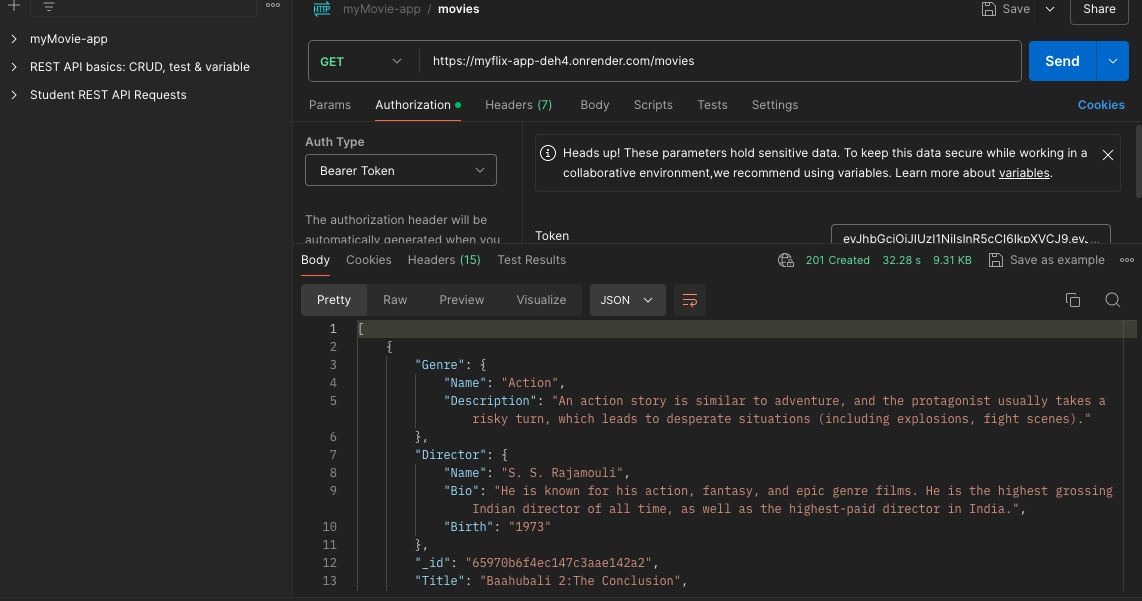 HTTP myMovie-app / movies Save Share
myMovie-app
REST API basics: CRUD, test & variable
Student REST API Requests
GET https://myflix-app-deh4.onrender.com/movies Send
Params Authorization Headers (7) Body Scripts Tests Settings Cookies
Auth Type
Bearer Token
The authorization header will be
automatically generated when you
Heads up! These parameters hold sensitive data. To keep this data secure while working in a
collaborative environment,we recommend using variables. Learn more about variables.
Token
Body Cookies Headers (15) Test Results 201 Created 32.28 s 9.31 KB Save as example
Pretty Raw Preview Visualize JSON
1 [
2 {
3 "Genre": {
4 "Name": "Action",
5 "Description": "An action story is similar to adventure, and the protagonist usually takes a
risky turn, which leads to desperate situations (including explosions, fight scenes)."
6 },
7 "Director": {
8 "Name": "S. S. Rajamouli",
9 "Bio": "He is known for his action, fantasy, and epic genre films. He is the highest grossing
Indian director of all time, as well as the highest-paid director in India.",
10 "Birth": "1973"
11 },
12 "_id": "65970b6f4ec147c3aae142a2",
13 "Title": "Baahubali 2:The Conclusion",